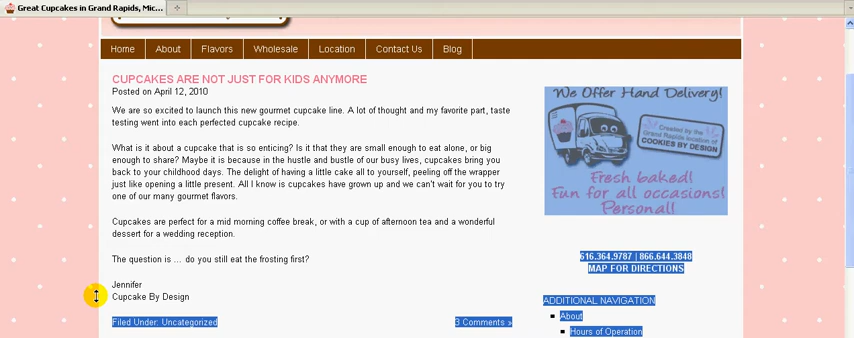 Great Cupcakes in Grand Rapids, Mic...
Home About Flavors Wholesale Location Contact Us Blog
CUPCAKES ARE NOT JUST FOR KIDS ANYMORE
Posted on April 12, 2010
We are so excited to launch this new gourmet cupcake line. A lot of thought and my favorite part, taste
testing went into each perfected cupcake recipe.
What is it about a cupcake that is so enticing? Is it that they are small enough to eat alone, or big
enough to share? Maybe it is because in the hustle and bustle of our busy lives, cupcakes bring you
back to your childhood days. The delight of having a little cake all to yourself, peeling off the wrapper
just like opening a little present. All I know is cupcakes have grown up and we can't wait for you to try
one of our many gourmet flavors.
Cupcakes are perfect for a mid morning coffee break, or with a cup of afternoon tea and a wonderful
dessert for a wedding reception.
The question is ... do you still eat the frosting first?
Jennifer
Cupcake By Design
Filed Under: Uncategorized 3 Comments »
We Offer Hand Delivery!
Created by the
Grand Rapids location of
COOKIES BY DESIGN
Fresh baked!
Fun for all occasions!
Personal!
616.364.9787 | 866.644.3848
MAP FOR DIRECTIONS
ADDITIONAL NAVIGATION
About
Hours of Operation